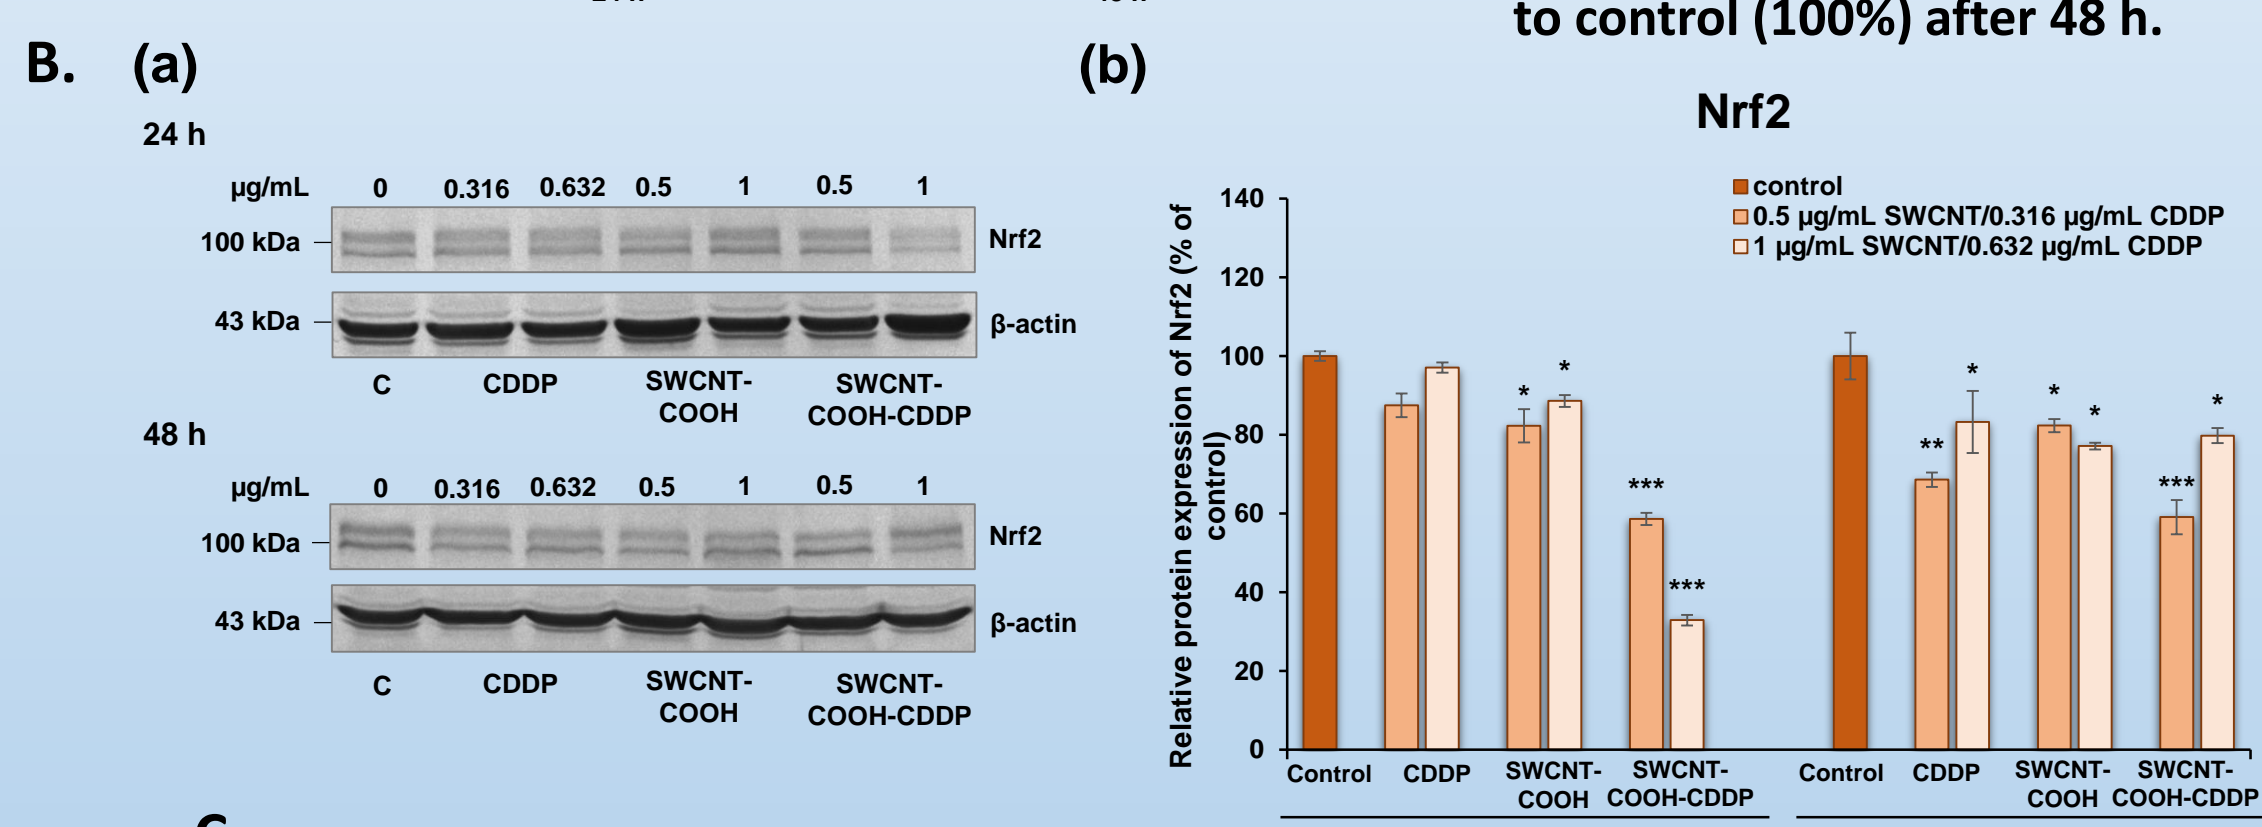 to control (100%) after 48 h.
B. (a)
24 h
µg/mL 0 0.316 0.632 0.5 1 0.5 1
100 kDa Nrf2
43 kDa β-actin
C CDDP SWCNT- SWCNT-
COOH COOH-CDDP
48 h
µg/mL 0 0.316 0.632 0.5 1 0.5 1
100 kDa Nrf2
43 kDa β-actin
C CDDP SWCNT- SWCNT-
COOH COOH-CDDP
(b)
Nrf2
control
0.5 µg/mL SWCNT/0.316 µg/mL CDDP
1 µg/mL SWCNT/0.632 µg/mL CDDP
Relative protein expression of Nrf2 (% of
control)
140
120
100
80
60
40
20
0
* * *** *** ** * * * *** *
Control CDDP SWCNT- SWCNT- Control CDDP SWCNT- SWCNT-
COOH COOH-CDDP COOH COOH-CDDP